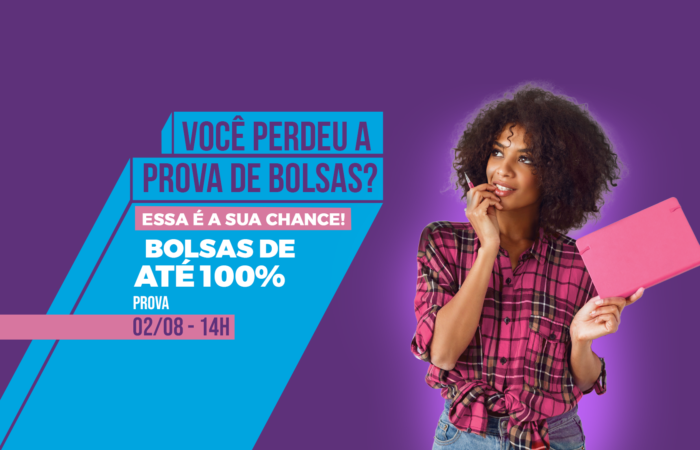 VOCÊ PERDEU A
PROVA DE BOLSAS?
ESSA É A SUA CHANCE!
BOLSAS DE
ATÉ 100%
PROVA
02/08 - 14H